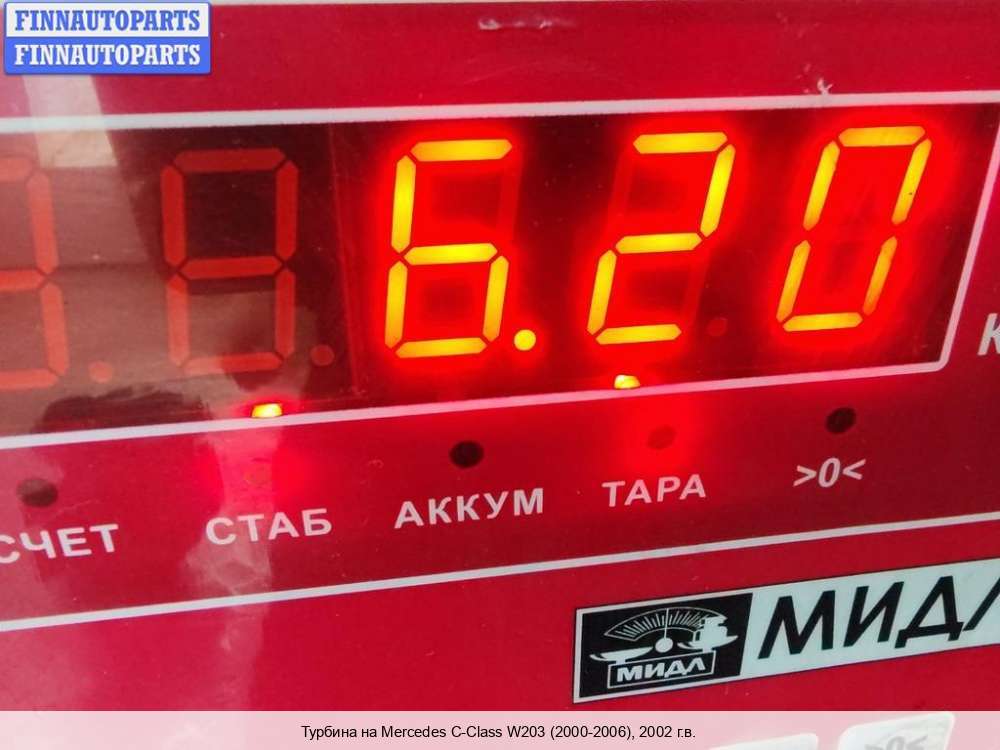 FINNAUTOPARTS
FINNAUTOPARTS
6.20
СЧЕТ СТАБ АККУМ ТАРА >0<
МИДЛ МИДЛ
Турбина на Mercedes C-Class W203 (2000-2006), 2002 г.в.